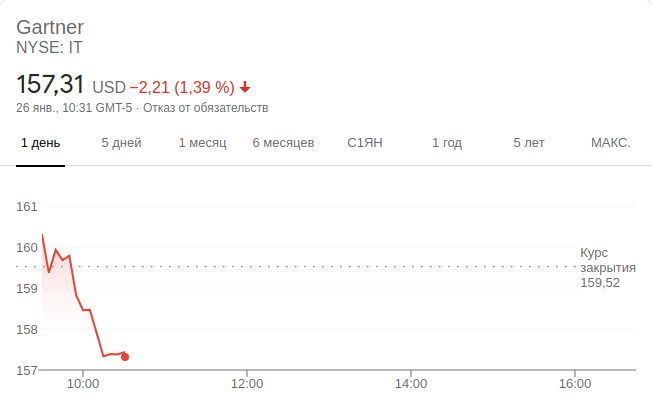 Gartner
NYSE: IT
157,31 USD −2,21 (1,39 %)
26 янв., 10:31 GMT-5 · Отказ от обязательств
1 день 5 дней 1 месяц 6 месяцев С1ЯН 1 год 5 лет МАКС.
161
160
Курс
закрытия
159,52
159
158
157
10:00 12:00 14:00 16:00